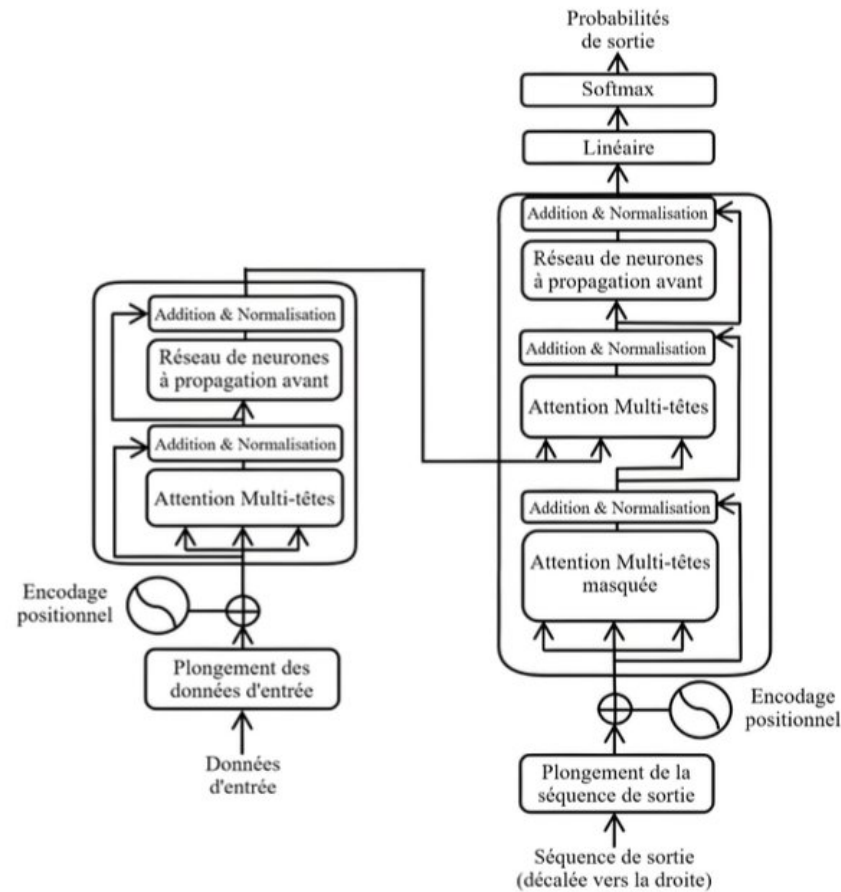 Probabilités
de sortie
Softmax
Linéaire
Addition & Normalisation
Réseau de neurones
à propagation avant
Addition & Normalisation
Attention Multi-têtes
Addition & Normalisation
Attention Multi-têtes
masquée
Encodage
positionnel
Plongement de la
séquence de sortie
Séquence de sortie
(décalée vers la droite)
Addition & Normalisation
Réseau de neurones
à propagation avant
Addition & Normalisation
Attention Multi-têtes
Encodage
positionnel
Plongement des
données d'entrée
Données
d'entrée